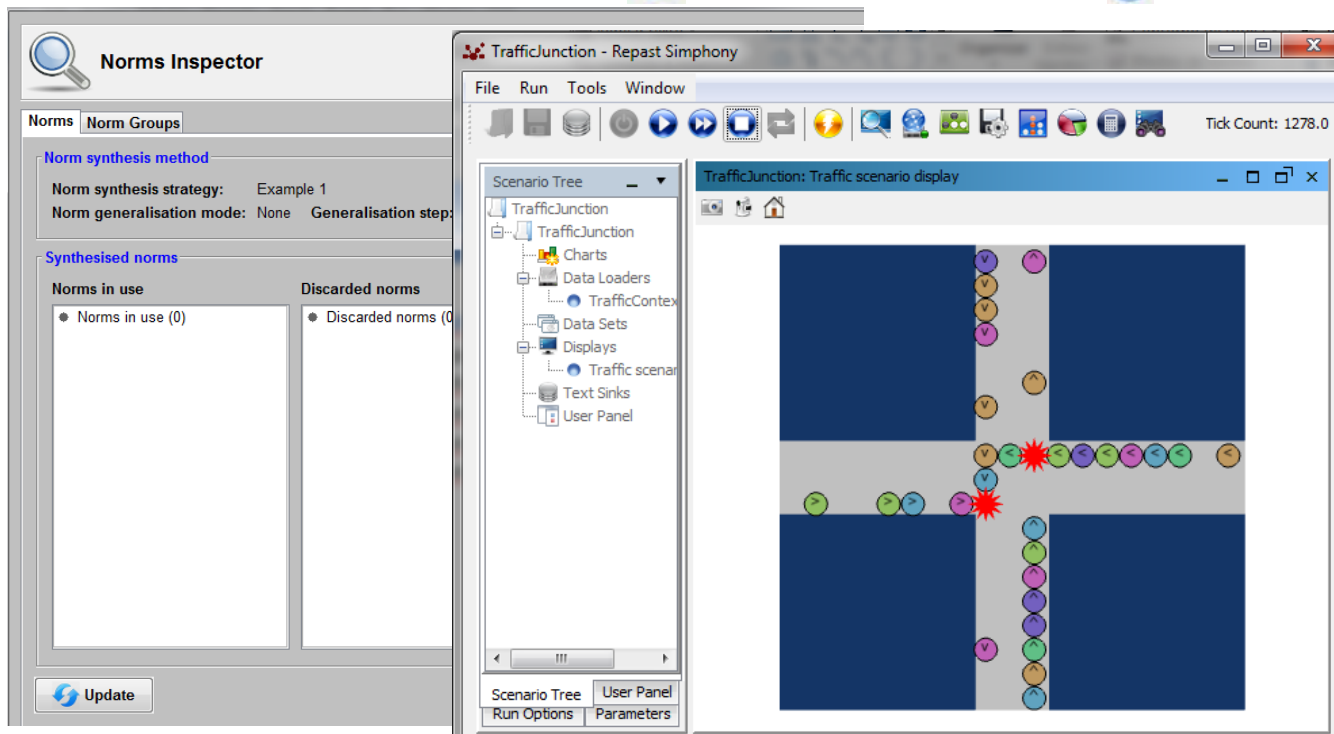 Norms Inspector
Norms Norm Groups
Norm synthesis method
Norm synthesis strategy: Example 1
Norm generalisation mode: None Generalisation step:
Synthesised norms
Norms in use Discarded norms
Norms in use (0) Discarded norms (0
Update
TrafficJunction - Repast Simphony
File Run Tools Window
Tick Count: 1278.0
Scenario Tree
TrafficJunction
TrafficJunction
Charts
Data Loaders
TrafficContex
Data Sets
Displays
Traffic scenar
Text Sinks
User Panel
Scenario Tree User Panel
Run Options Parameters
TrafficJunction: Traffic scenario display